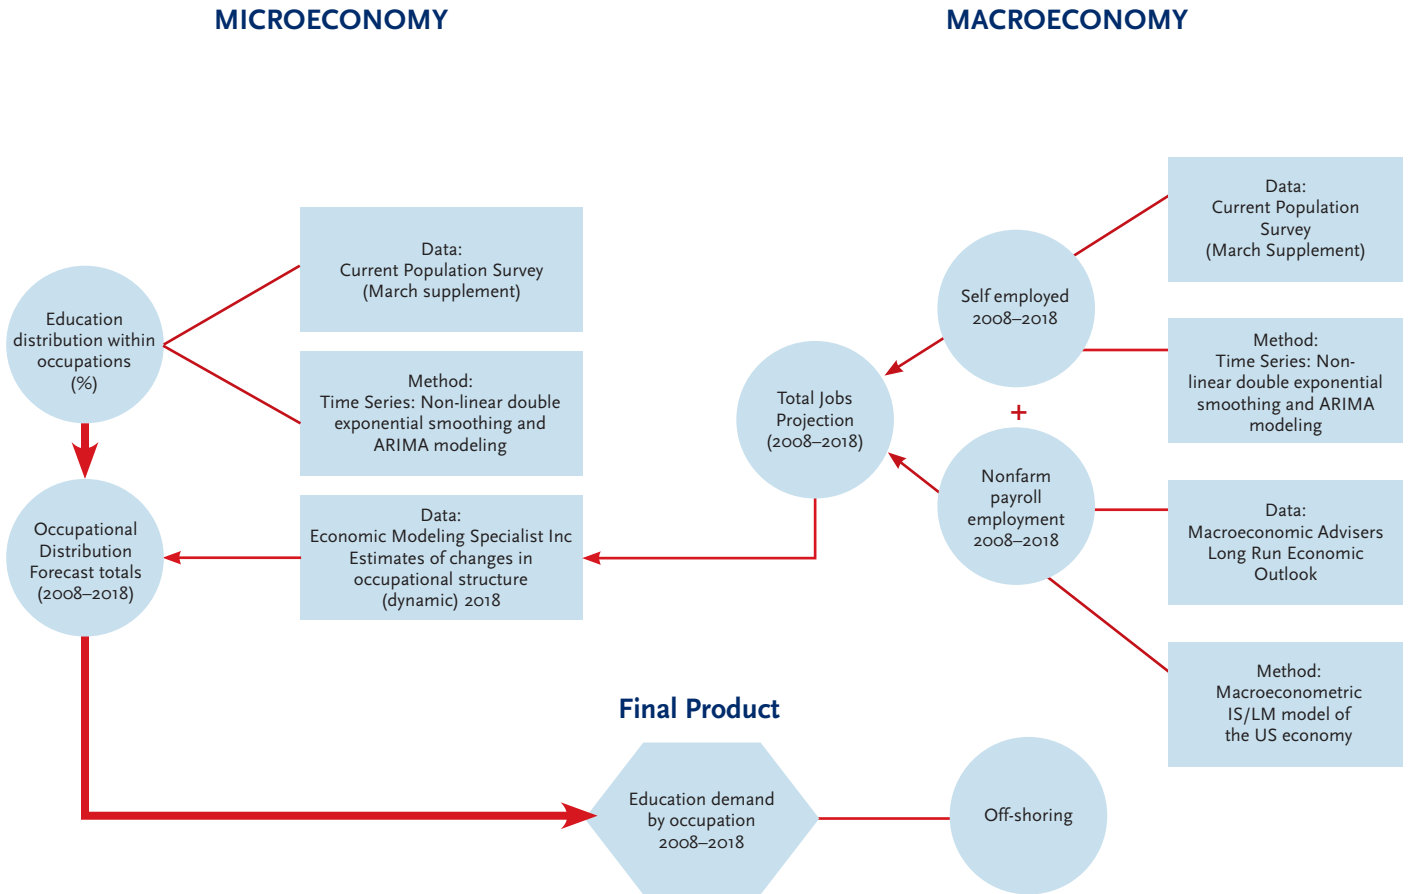 MICROECONOMY
MACROECONOMY
Education
distribution within
occupations
(%)
Data:
Current Population Survey
(March supplement)
Method:
Time Series: Non-linear double
exponential smoothing and
ARIMA modeling
Occupational
Distribution
Forecast totals
(2008–2018)
Data:
Economic Modeling Specialist Inc
Estimates of changes in
occupational structure
(dynamic) 2018
Total Jobs
Projection
(2008–2018)
Self employed
2008–2018
+
Nonfarm
payroll
employment
2008–2018
Data:
Current Population
Survey
(March Supplement)
Method:
Time Series: Non-
linear double exponential
smoothing and ARIMA
modeling
Data:
Macroeconomic Advisers
Long Run Economic
Outlook
Method:
Macroeconometric
IS/LM model of
the US economy
Final Product
Education demand
by occupation
2008–2018
Off-shoring